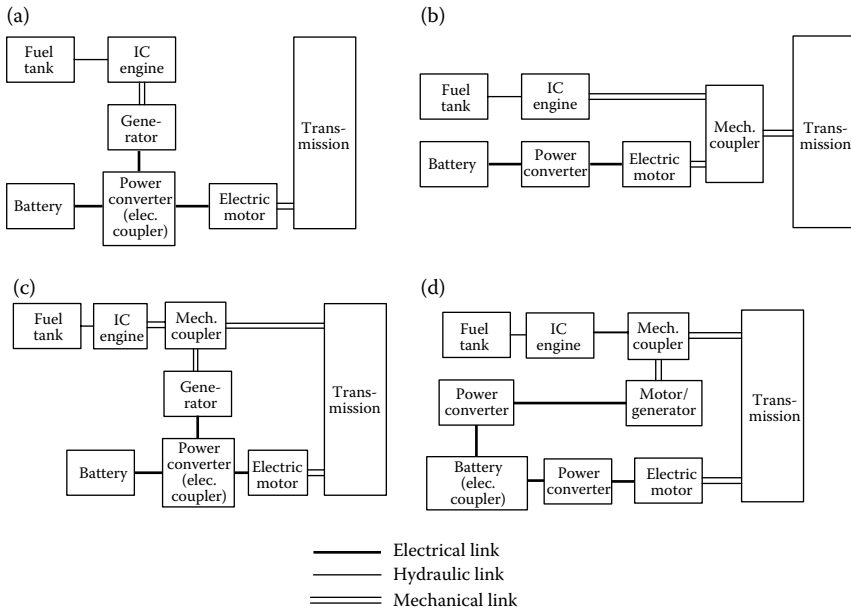 (a)
Fuel
tank
IC
engine
Gene-
rator
Battery
Power
converter
(elec.
coupler)
Electric
motor
Trans-
mission
(b)
Fuel
tank
IC
engine
Battery
Power
converter
Electric
motor
Mech.
coupler
Trans-
mission
(c)
Fuel
tank
IC
engine
Mech.
coupler
Gene-
rator
Battery
Power
converter
(elec.
coupler)
Electric
motor
Trans-
mission
(d)
Fuel
tank
IC
engine
Mech.
coupler
Power
converter
Motor/
generator
Battery
(elec.
coupler)
Power
converter
Electric
motor
Trans-
mission
Electrical link
Hydraulic link
Mechanical link